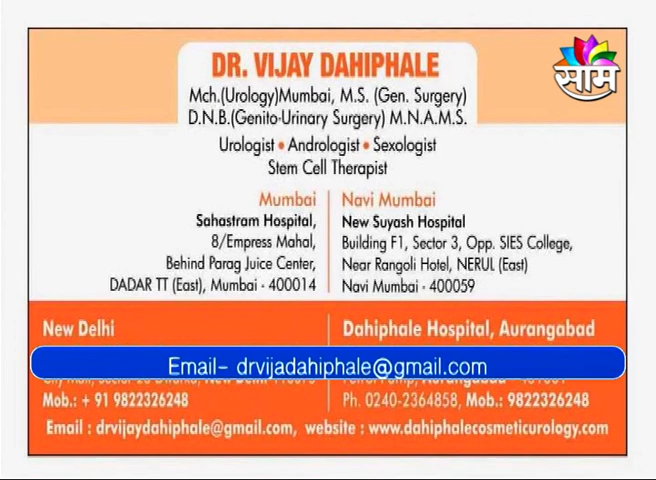 DR. VIJAY DAHIPHALE
साम
Mch.(Urology)Mumbai, M.S. (Gen. Surgery)
D.N.B.(Genito-Urinary Surgery) M.N.A.M.S.
Urologist • Andrologist • Sexologist
Stem Cell Therapist
Mumbai
Sahastram Hospital,
8/Empress Mahal,
Behind Parag Juice Center,
DADAR TT (East), Mumbai - 400014
Navi Mumbai
New Suyash Hospital
Building F1, Sector 3, Opp. SIES College,
Near Rangoli Hotel, NERUL (East)
Navi Mumbai - 400059
New Delhi
Dahiphale Hospital, Aurangabad
Email- drvijadahiphale@gmail.com
Mob.: + 91 9822326248
Ph. 0240-2364858, Mob.: 9822326248
Email : drvijaydahiphale@gmail.com, website : www.dahiphalecosmeticurology.com